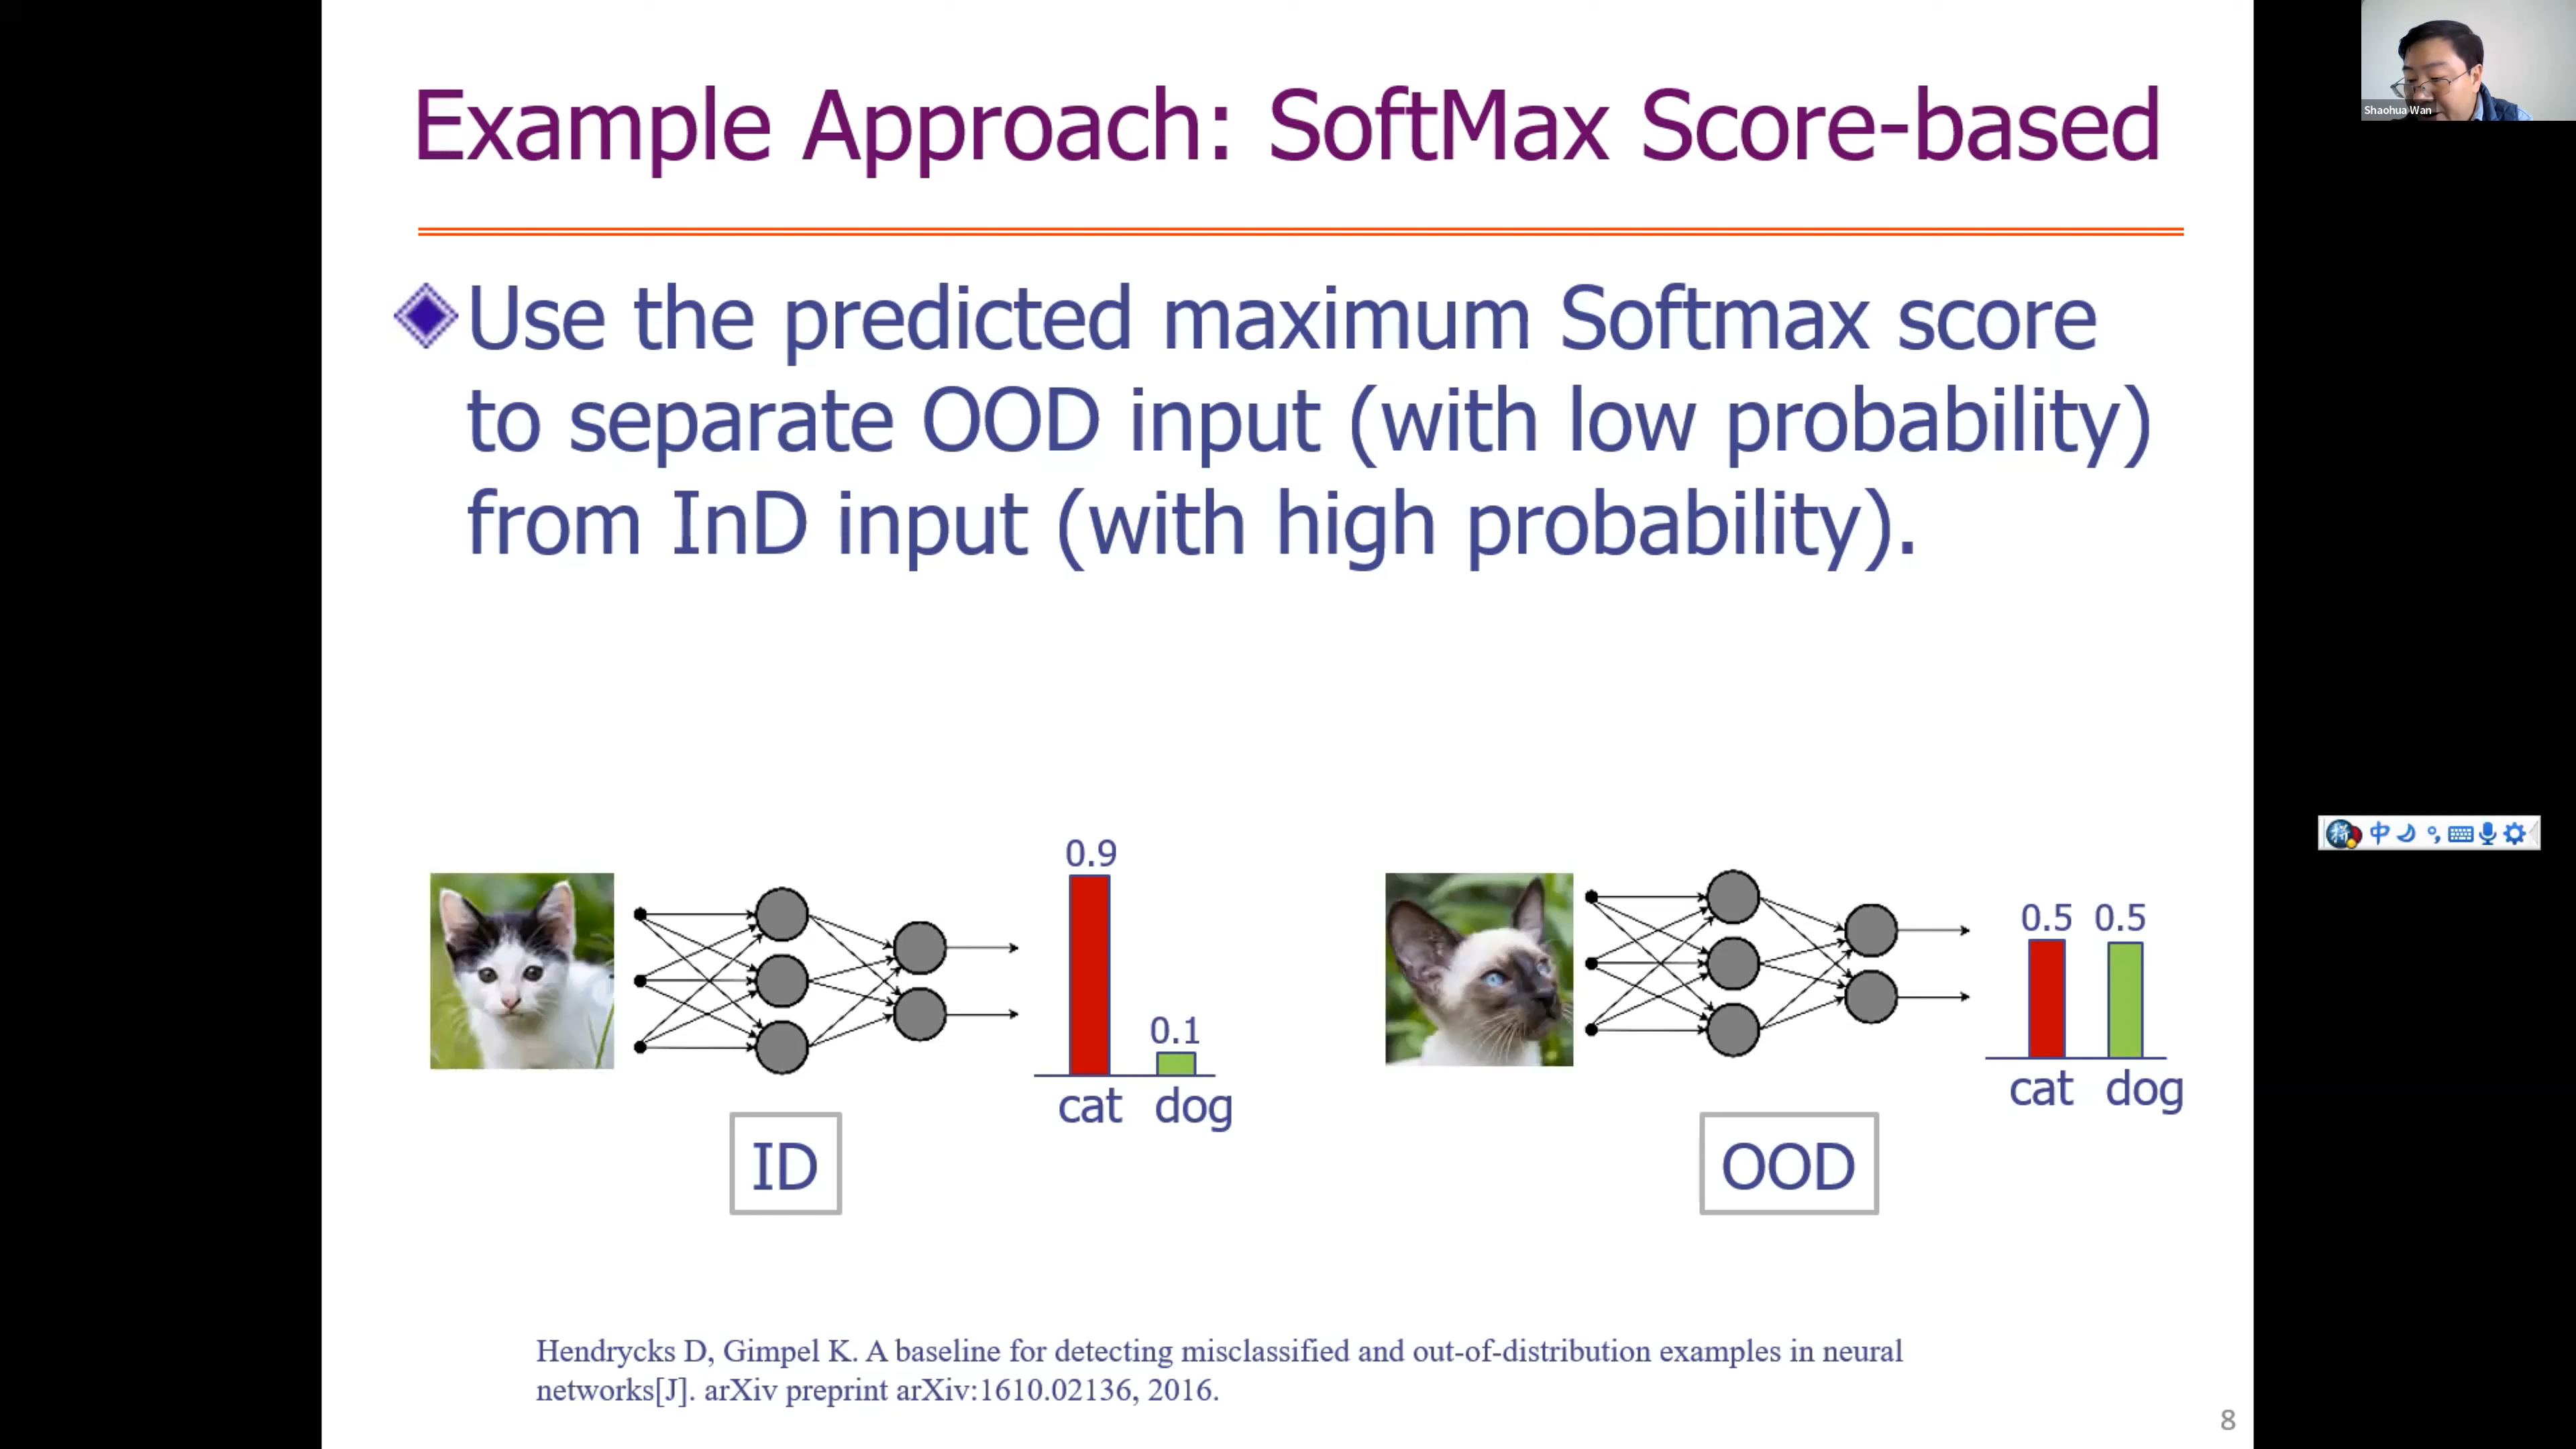 Example Approach: SoftMax Score-based
Shaohua Wan
Use the predicted maximum Softmax score
to separate OOD input (with low probability)
from InD input (with high probability).
拼 中
0.9
0.1
cat dog
ID
0.5 0.5
cat dog
OOD
Hendrycks D, Gimpel K. A baseline for detecting misclassified and out-of-distribution examples in neural
networks[J]. arXiv preprint arXiv:1610.02136, 2016.
8